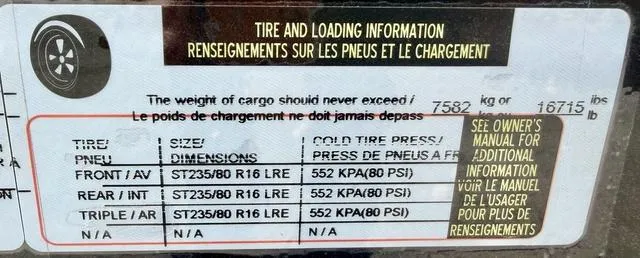 TIRE AND LOADING INFORMATION
RENSEIGNEMENTS SUR LES PNEUS ET LE CHARGEMENT
The weight of cargo should never exceed / 7582 kg or 16715 lbs
Le poids de chargement ne doit jamais depass kg ou lb
TIRE/ SIZE/ COLD TIRE PRESS/
PNEU DIMENSIONS PRESS DE PNEUS A FR
FRONT / AV ST235/80 R16 LRE 552 KPA(80 PSI)
REAR / INT ST235/80 R16 LRE 552 KPA(80 PSI)
TRIPLE / AR ST235/80 R16 LRE 552 KPA(80 PSI)
N / A N / A N / A
SEE OWNER'S
MANUAL FOR
ADDITIONAL
INFORMATION
VOIR LE MANUEL
DE L'USAGER
POUR PLUS DE
RENSEIGNEMENTS